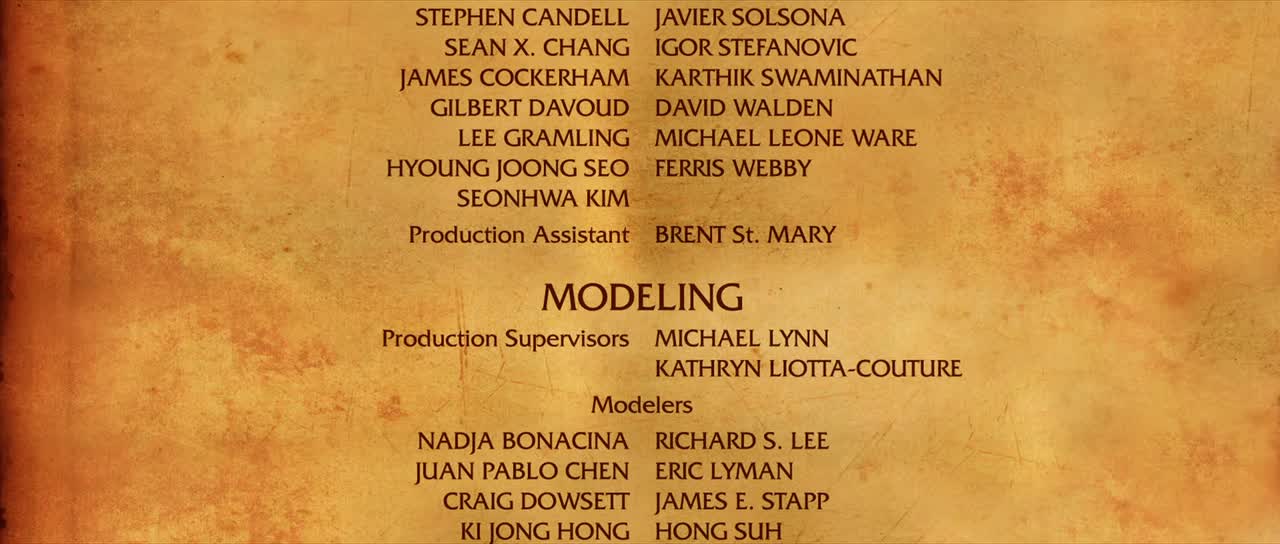 STEPHEN CANDELL JAVIER SOLSONA
SEAN X. CHANG IGOR STEFANOVIC
JAMES COCKERHAM KARTHIK SWAMINATHAN
GILBERT DAVOUD DAVID WALDEN
LEE GRAMLING MICHAEL LEONE WARE
HYOUNG JOONG SEO FERRIS WEBBY
SEONHWA KIM
Production Assistant BRENT St. MARY
MODELING
Production Supervisors MICHAEL LYNN
KATHRYN LIOTTA-COUTURE
Modelers
NADJA BONACINA RICHARD S. LEE
JUAN PABLO CHEN ERIC LYMAN
CRAIG DOWSETT JAMES E. STAPP
KI JONG HONG HONG SUH